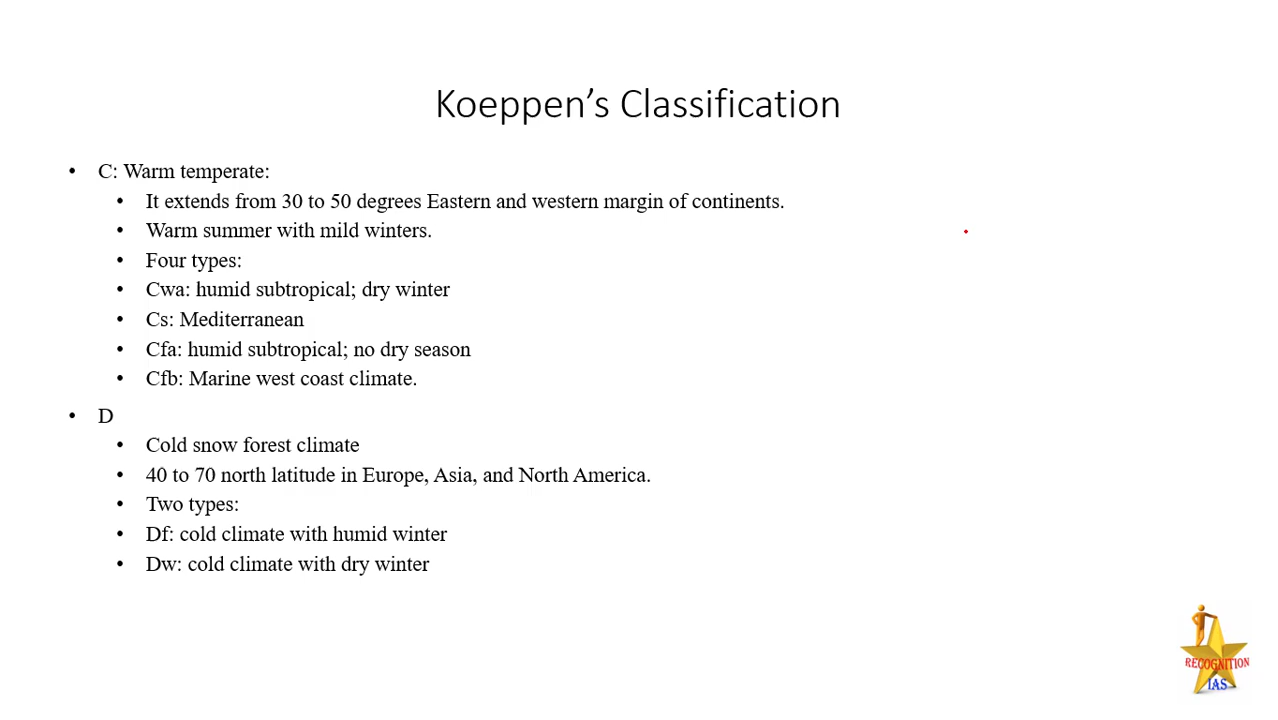 Koeppen’s Classification
• C: Warm temperate:
• It extends from 30 to 50 degrees Eastern and western margin of continents.
• Warm summer with mild winters.
• Four types:
• Cwa: humid subtropical; dry winter
• Cs: Mediterranean
• Cfa: humid subtropical; no dry season
• Cfb: Marine west coast climate.
• D
• Cold snow forest climate
• 40 to 70 north latitude in Europe, Asia, and North America.
• Two types:
• Df: cold climate with humid winter
• Dw: cold climate with dry winter
RECOGNITION
IAS